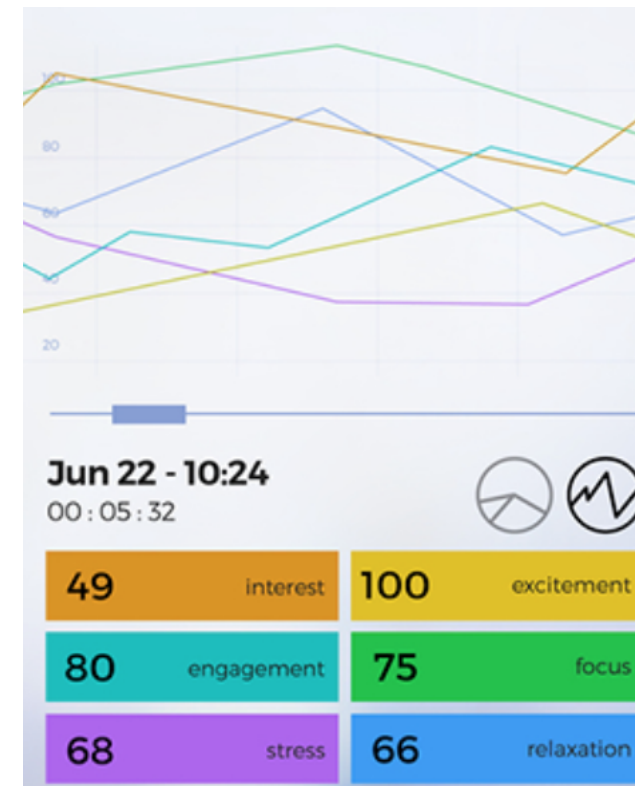 100
80
60
40
20
Jun 22 - 10:24
00 : 05 : 32
49 interest
100 excitement
80 engagement
75 focus
68 stress
66 relaxation